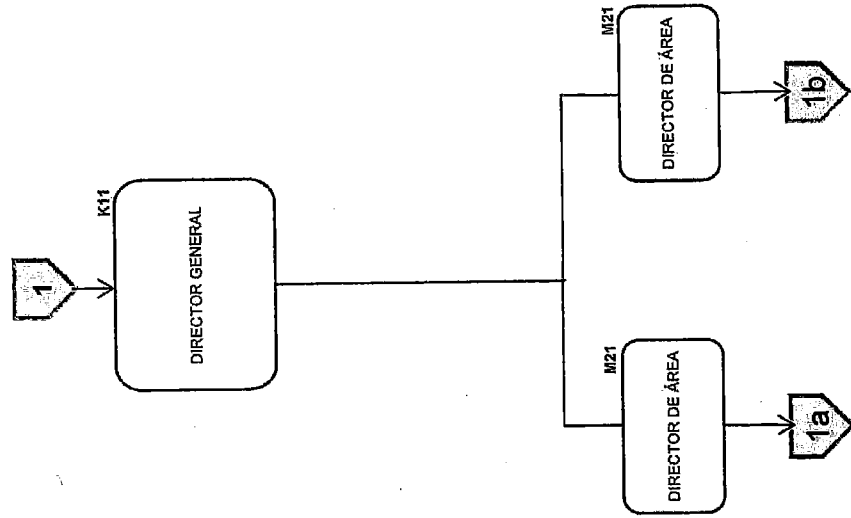 1
K11
DIRECTOR GENERAL
M21
DIRECTOR DE ÁREA
1a
M21
DIRECTOR DE ÁREA
1b